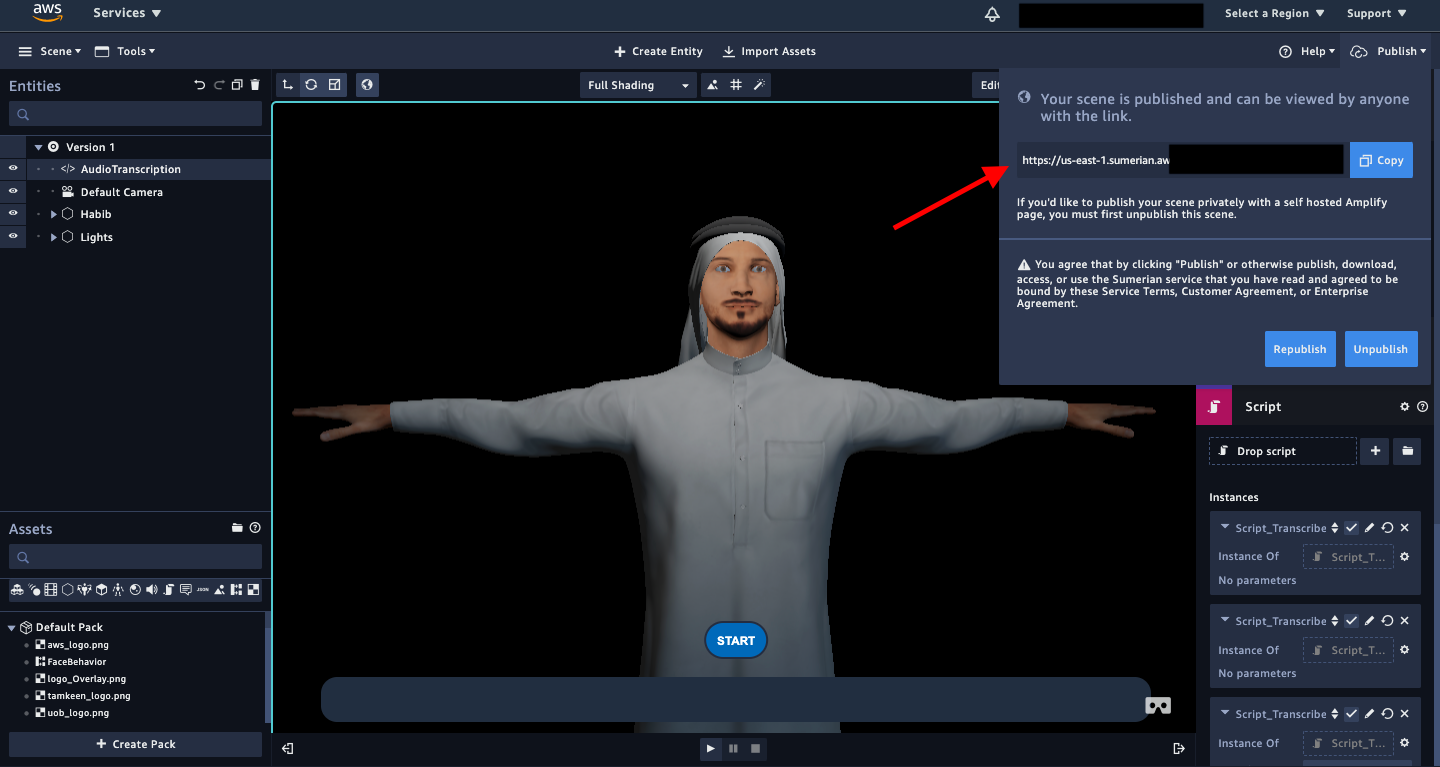 aws
Services
Select a Region
Support
Scene
Tools
Create Entity
Import Assets
Help
Publish
Entities
Full Shading
Edi
Your scene is published and can be viewed by anyone
with the link.
https://us-east-1.sumerian.aw
Copy
If you'd like to publish your scene privately with a self hosted Amplify
page, you must first unpublish this scene.
You agree that by clicking "Publish" or otherwise publish, download,
access, or use the Sumerian service that you have read and agreed to be
bound by these Service Terms, Customer Agreement, or Enterprise
Agreement.
Republish
Unpublish
Version 1
</> AudioTranscription
Default Camera
Habib
Lights
Script
Drop script
Instances
Script_Transcribe
Instance Of
Script_T...
No parameters
Script_Transcribe
Instance Of
Script_T...
No parameters
Script_Transcribe
Instance Of
Script_T...
START
Assets
JSON
Default Pack
aws_logo.png
FaceBehavior
logo_Overlay.png
tamkeen_logo.png
uob_logo.png
Create Pack